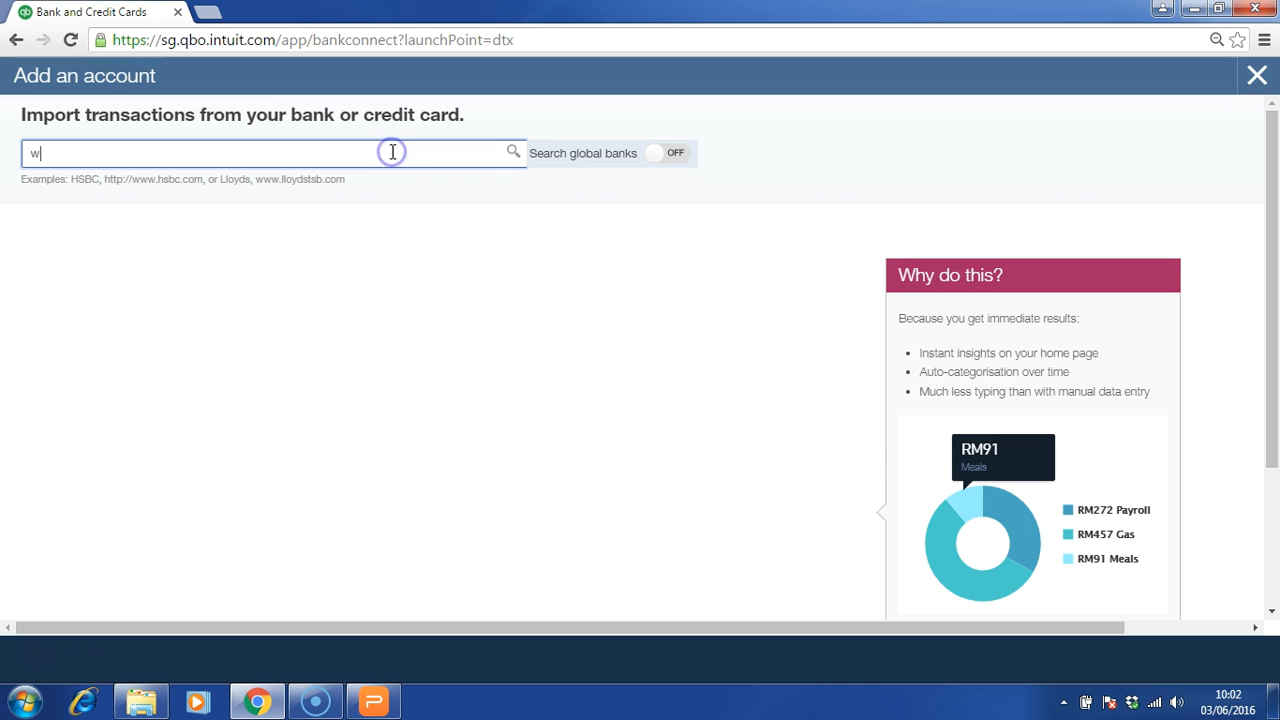 qb Bank and Credit Cards
https://sg.qbo.intuit.com/app/bankconnect?launchPoint=dtx
Add an account
Import transactions from your bank or credit card.
w
Search global banks OFF
Examples: HSBC, http://www.hsbc.com, or Lloyds, www.lloydstsb.com
Why do this?
Because you get immediate results:
• Instant insights on your home page
• Auto-categorisation over time
• Much less typing than with manual data entry
RM91
Meals
RM272 Payroll
RM457 Gas
RM91 Meals
10:02
03/06/2016